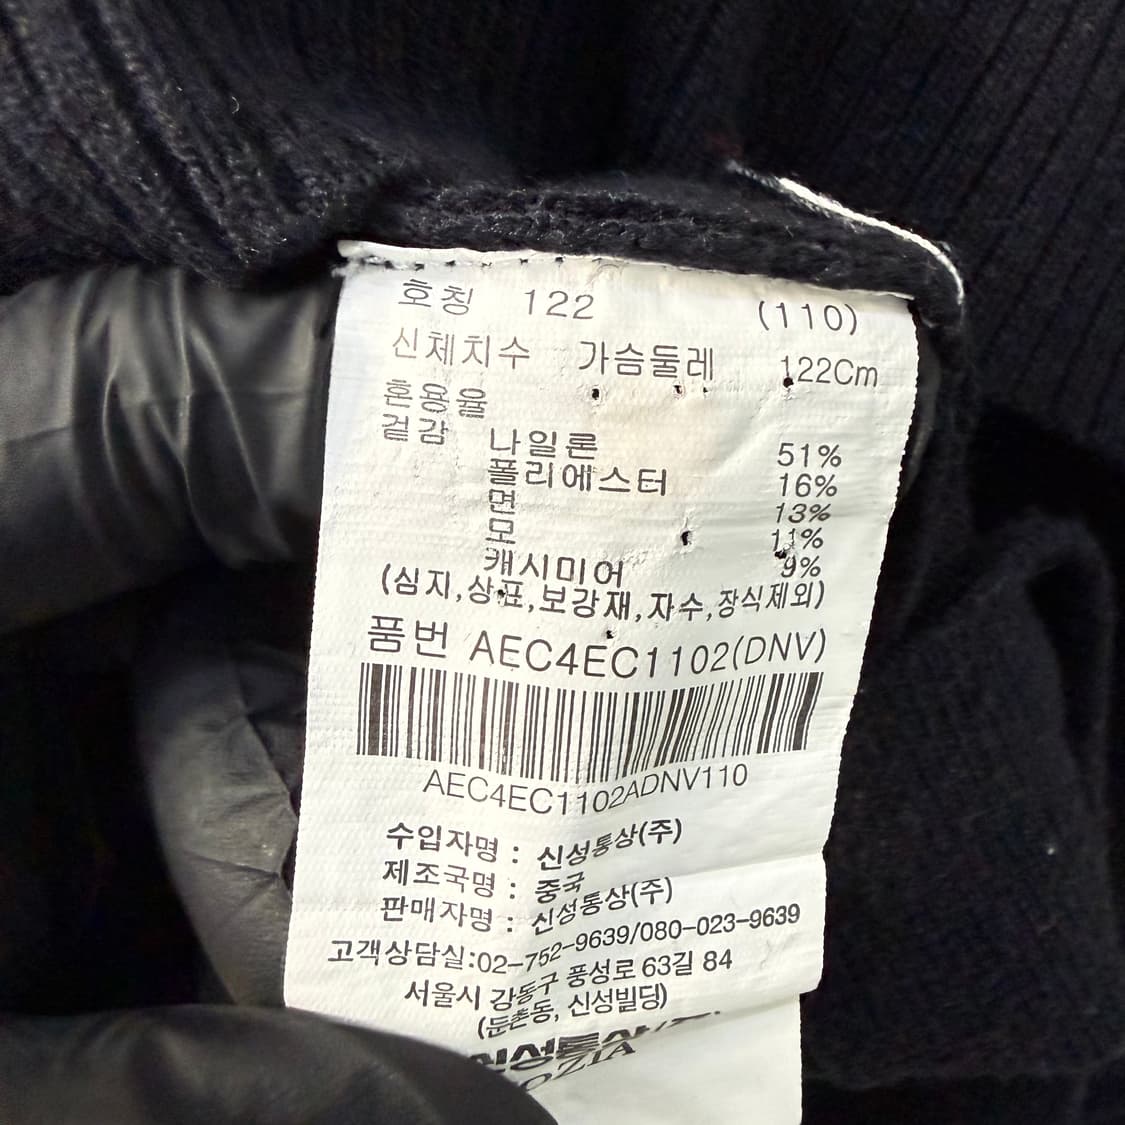 호칭 122 (110)
신체치수 가슴둘레 122Cm
혼용율
겉감 나일론 51%
폴리에스터 16%
면 13%
모 11%
캐시미어 9%
(심지,상표,보강재,자수,장식제외)
품번 AEC4EC1102(DNV)
AEC4EC1102ADNV110
수입자명 : 신성통상(주)
제조국명 : 중국
판매자명 : 신성통상(주)
고객상담실:02-752-9639/080-023-9639
서울시 강동구 풍성로 63길 84
(둔촌동, 신성빌딩)
신성통상(주)